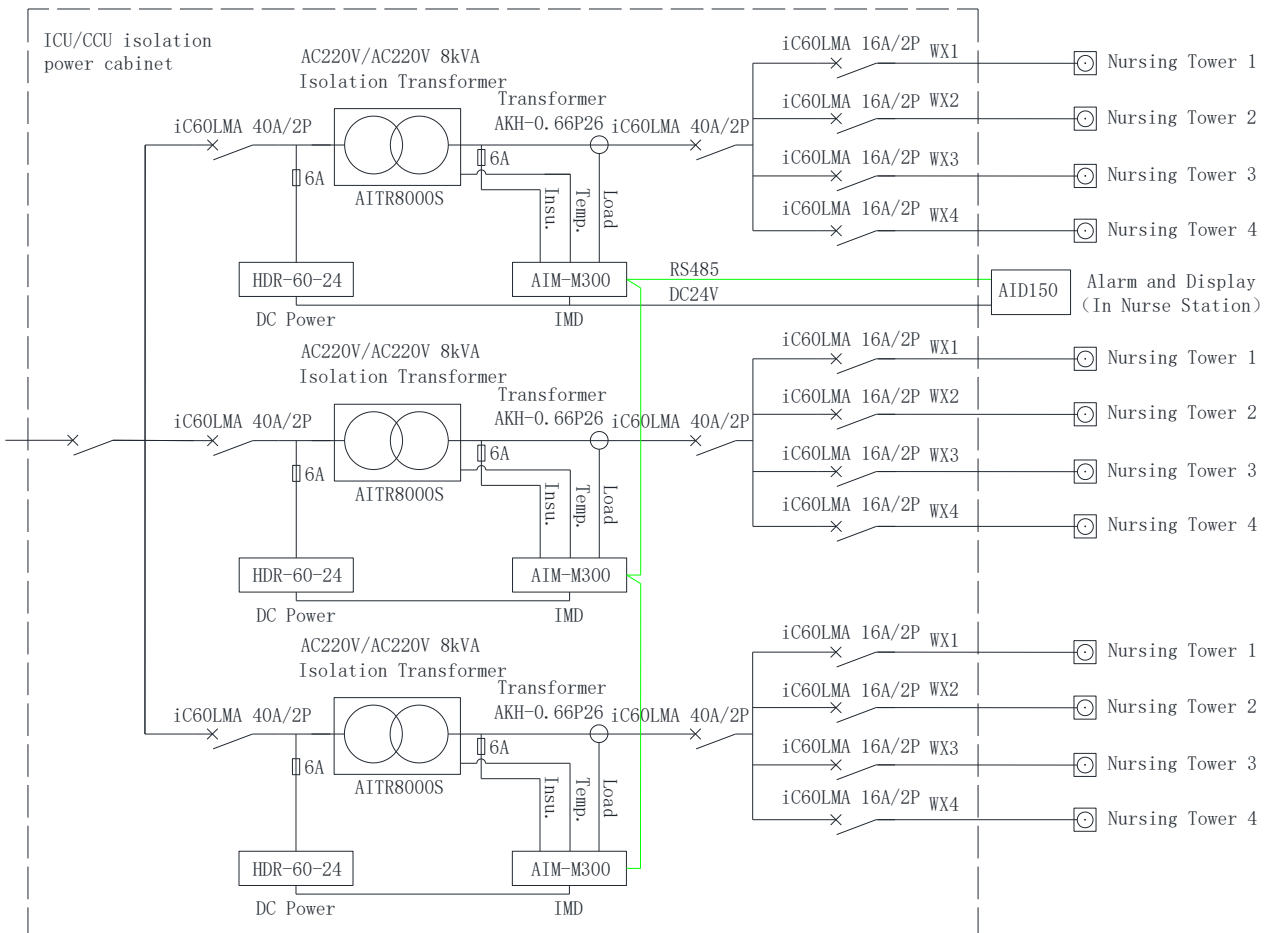 ICU/CCU isolation
power cabinet
AC220V/AC220V 8kVA
Isolation Transformer
Transformer
AKH-0.66P26
iC60LMA 40A/2P
iC60LMA 40A/2P
6A
6A
AITR8000S
Insu.
Temp.
Load
HDR-60-24
DC Power
AIM-M300
IMD
iC60LMA 16A/2P WX1
Nursing Tower 1
iC60LMA 16A/2P WX2
Nursing Tower 2
iC60LMA 16A/2P WX3
Nursing Tower 3
iC60LMA 16A/2P WX4
Nursing Tower 4
RS485
DC24V
AID150
Alarm and Display
(In Nurse Station)
AC220V/AC220V 8kVA
Isolation Transformer
Transformer
AKH-0.66P26
iC60LMA 40A/2P
iC60LMA 40A/2P
6A
6A
AITR8000S
Insu.
Temp.
Load
HDR-60-24
DC Power
AIM-M300
IMD
iC60LMA 16A/2P WX1
Nursing Tower 1
iC60LMA 16A/2P WX2
Nursing Tower 2
iC60LMA 16A/2P WX3
Nursing Tower 3
iC60LMA 16A/2P WX4
Nursing Tower 4
AC220V/AC220V 8kVA
Isolation Transformer
Transformer
AKH-0.66P26
iC60LMA 40A/2P
iC60LMA 40A/2P
6A
6A
AITR8000S
Insu.
Temp.
Load
HDR-60-24
DC Power
AIM-M300
IMD
iC60LMA 16A/2P WX1
Nursing Tower 1
iC60LMA 16A/2P WX2
Nursing Tower 2
iC60LMA 16A/2P WX3
Nursing Tower 3
iC60LMA 16A/2P WX4
Nursing Tower 4